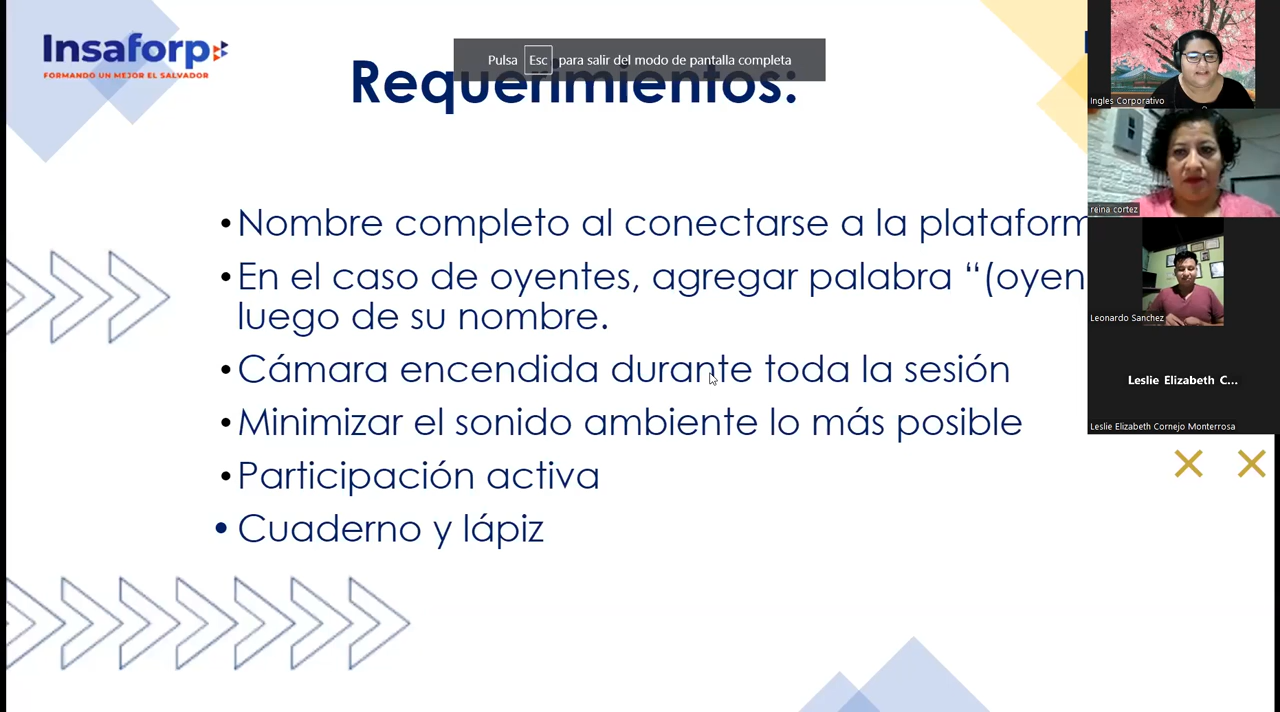 Insaforp
FORMANDO UN MEJOR EL SALVADOR
Pulsa Esc para salir del modo de pantalla completa
Requerimientos:
• Nombre completo al conectarse a la plataform
• En el caso de oyentes, agregar palabra “(oyen
luego de su nombre.
• Cámara encendida durante toda la sesión
• Minimizar el sonido ambiente lo más posible
• Participación activa
• Cuaderno y lápiz
Ingles Corporativo
reina cortez
Leonardo Sanchez
Leslie Elizabeth C...
Leslie Elizabeth Cornejo Monterrosa